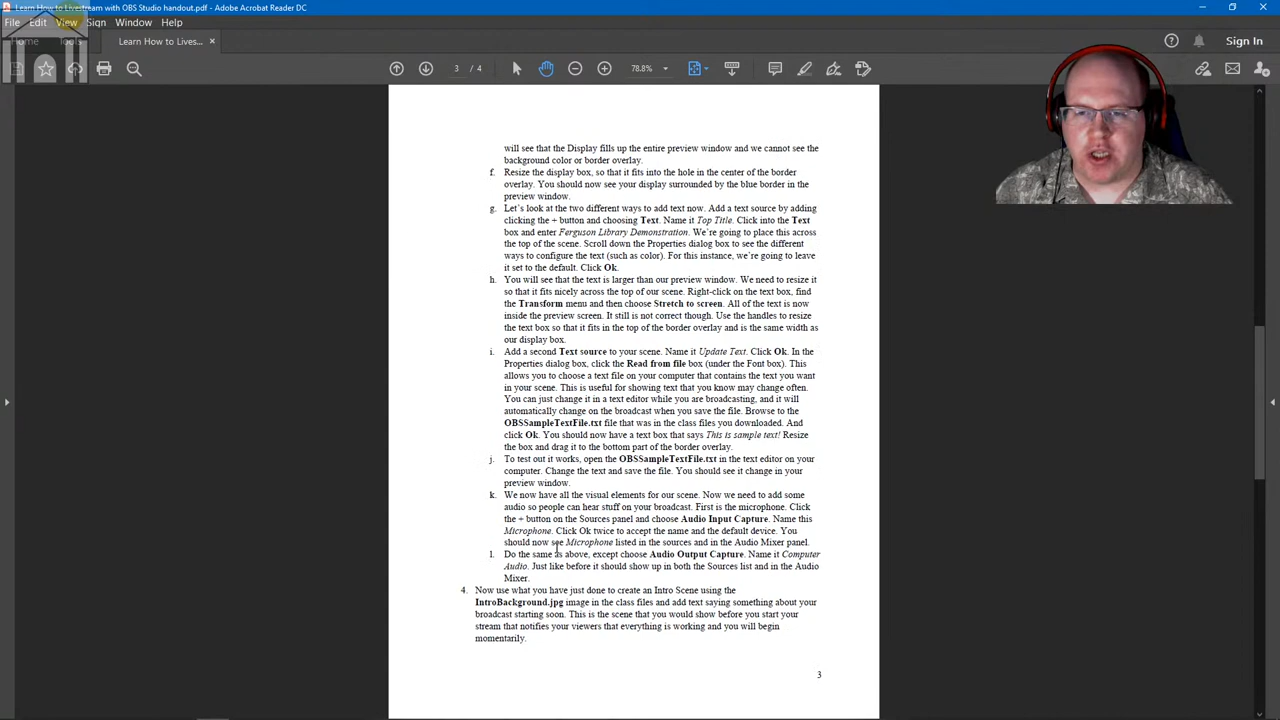 Learn How to Livestream with OBS Studio handout.pdf - Adobe Acrobat Reader DC
File Edit View Sign Window Help
Home Tools Learn How to Lives... × Sign In
3 / 4 78.8%
will see that the Display fills up the entire preview window and we cannot see the
background color or border overlay.
f. Resize the display box, so that it fits into the hole in the center of the border
overlay. You should now see your display surrounded by the blue border in the
preview window.
g. Let's look at the two different ways to add text now. Add a text source by adding
clicking the + button and choosing Text. Name it Top Title. Click into the Text
box and enter Ferguson Library Demonstration. We're going to place this across
the top of the scene. Scroll down the Properties dialog box to see the different
ways to configure the text (such as color). For this instance, we're going to leave
it set to the default. Click Ok.
h. You will see that the text is larger than our preview window. We need to resize it
so that it fits nicely across the top of our scene. Right-click on the text box, find
the Transform menu and then choose Stretch to screen. All of the text is now
inside the preview screen. It still is not correct though. Use the handles to resize
the text box so that it fits in the top of the border overlay and is the same width as
our display box.
i. Add a second Text source to your scene. Name it Update Text. Click Ok. In the
Properties dialog box, click the Read from file box (under the Font box). This
allows you to choose a text file on your computer that contains the text you want
in your scene. This is useful for showing text that you know may change often.
You can just change it in a text editor while you are broadcasting, and it will
automatically change on the broadcast when you save the file. Browse to the
OBSSampleTextFile.txt file that was in the class files you downloaded. And
click Ok. You should now have a text box that says This is sample text! Resize
the box and drag it to the bottom part of the border overlay.
j. To test out it works, open the OBSSampleTextFile.txt in the text editor on your
computer. Change the text and save the file. You should see it change in your
preview window.
k. We now have all the visual elements for our scene. Now we need to add some
audio so people can hear stuff on your broadcast. First is the microphone. Click
the + button on the Sources panel and choose Audio Input Capture. Name this
Microphone. Click Ok twice to accept the name and the default device. You
should now see Microphone listed in the sources and in the Audio Mixer panel.
l. Do the same as above, except choose Audio Output Capture. Name it Computer
Audio. Just like before it should show up in both the Sources list and in the Audio
Mixer.
4. Now use what you have just done to create an Intro Scene using the
IntroBackground.jpg image in the class files and add text saying something about your
broadcast starting soon. This is the scene that you would show before you start your
stream that notifies your viewers that everything is working and you will begin
momentarily.
3